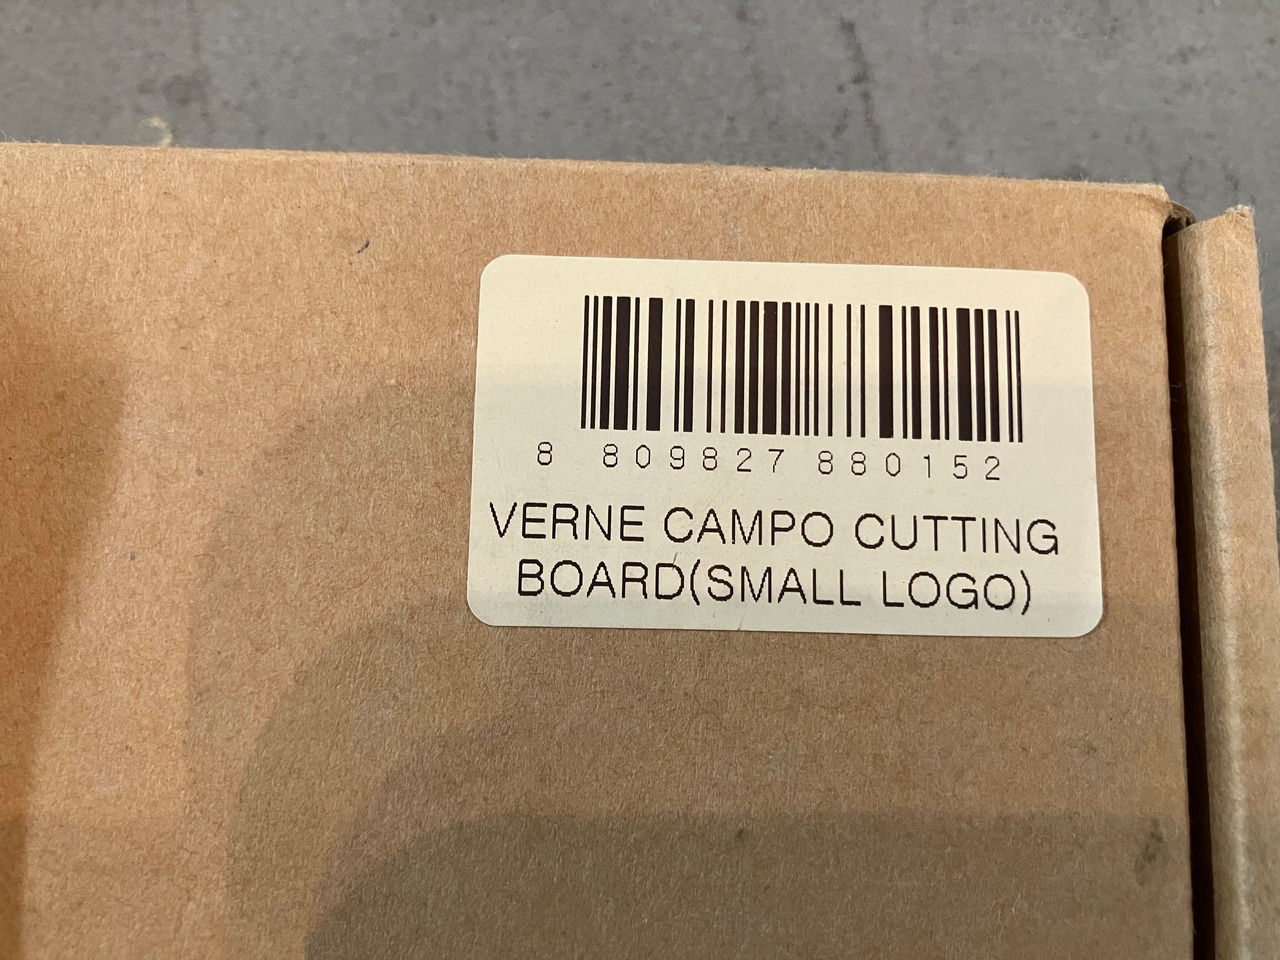 8 809827 880152
VERNE CAMPO CUTTING
BOARD(SMALL LOGO)